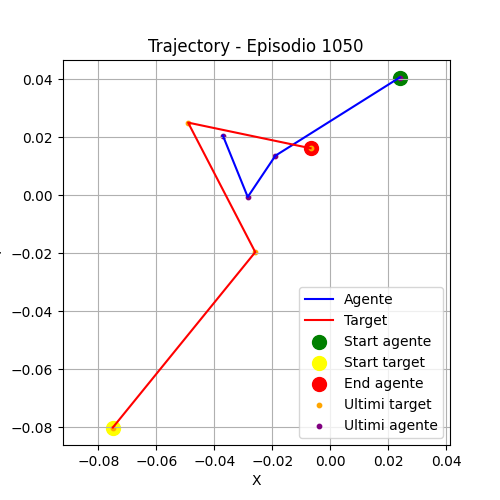 Trajectory - Episodio 1050
0.04
0.02
0.00
−0.02
−0.04
−0.06
−0.08
−0.08
−0.06
−0.04
−0.02
0.00
0.02
0.04
X
Agente
Target
Start agente
Start target
End agente
Ultimi target
Ultimi agente